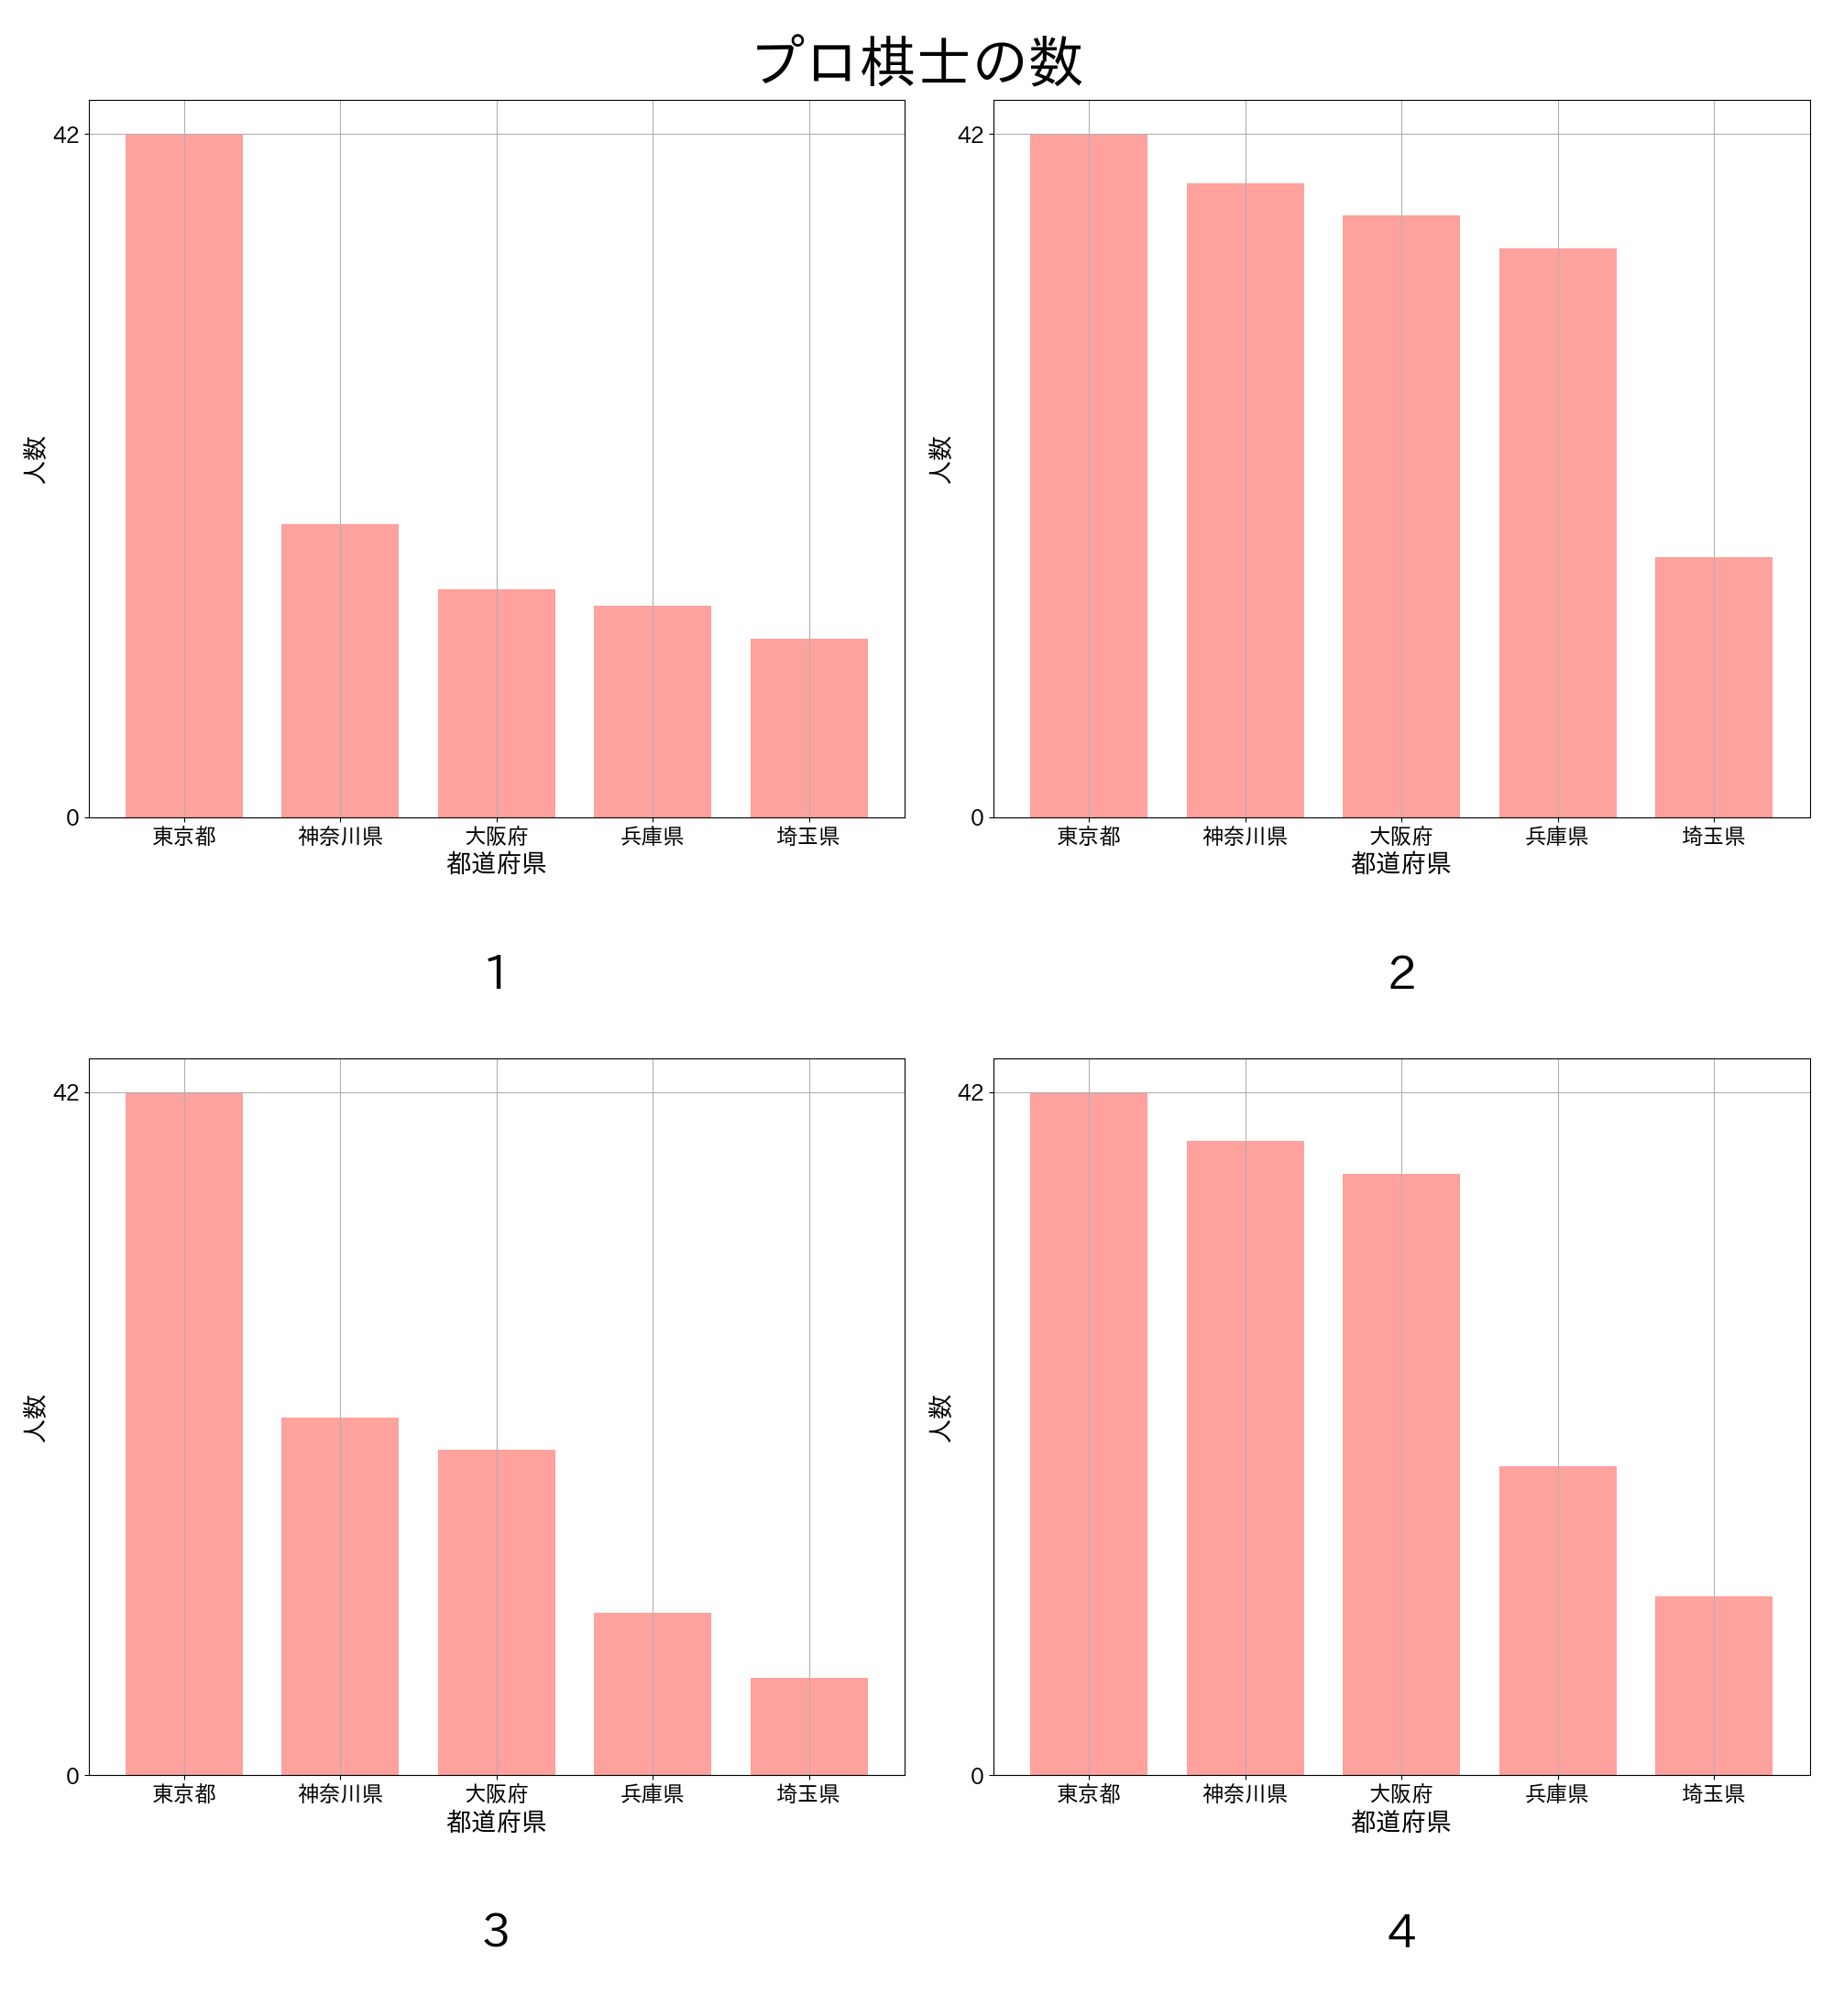 プロ棋士の数
42
0
人数
東京都 神奈川県 大阪府 兵庫県 埼玉県
都道府県
1
42
0
人数
東京都 神奈川県 大阪府 兵庫県 埼玉県
都道府県
2
42
0
人数
東京都 神奈川県 大阪府 兵庫県 埼玉県
都道府県
3
42
0
人数
東京都 神奈川県 大阪府 兵庫県 埼玉県
都道府県
4